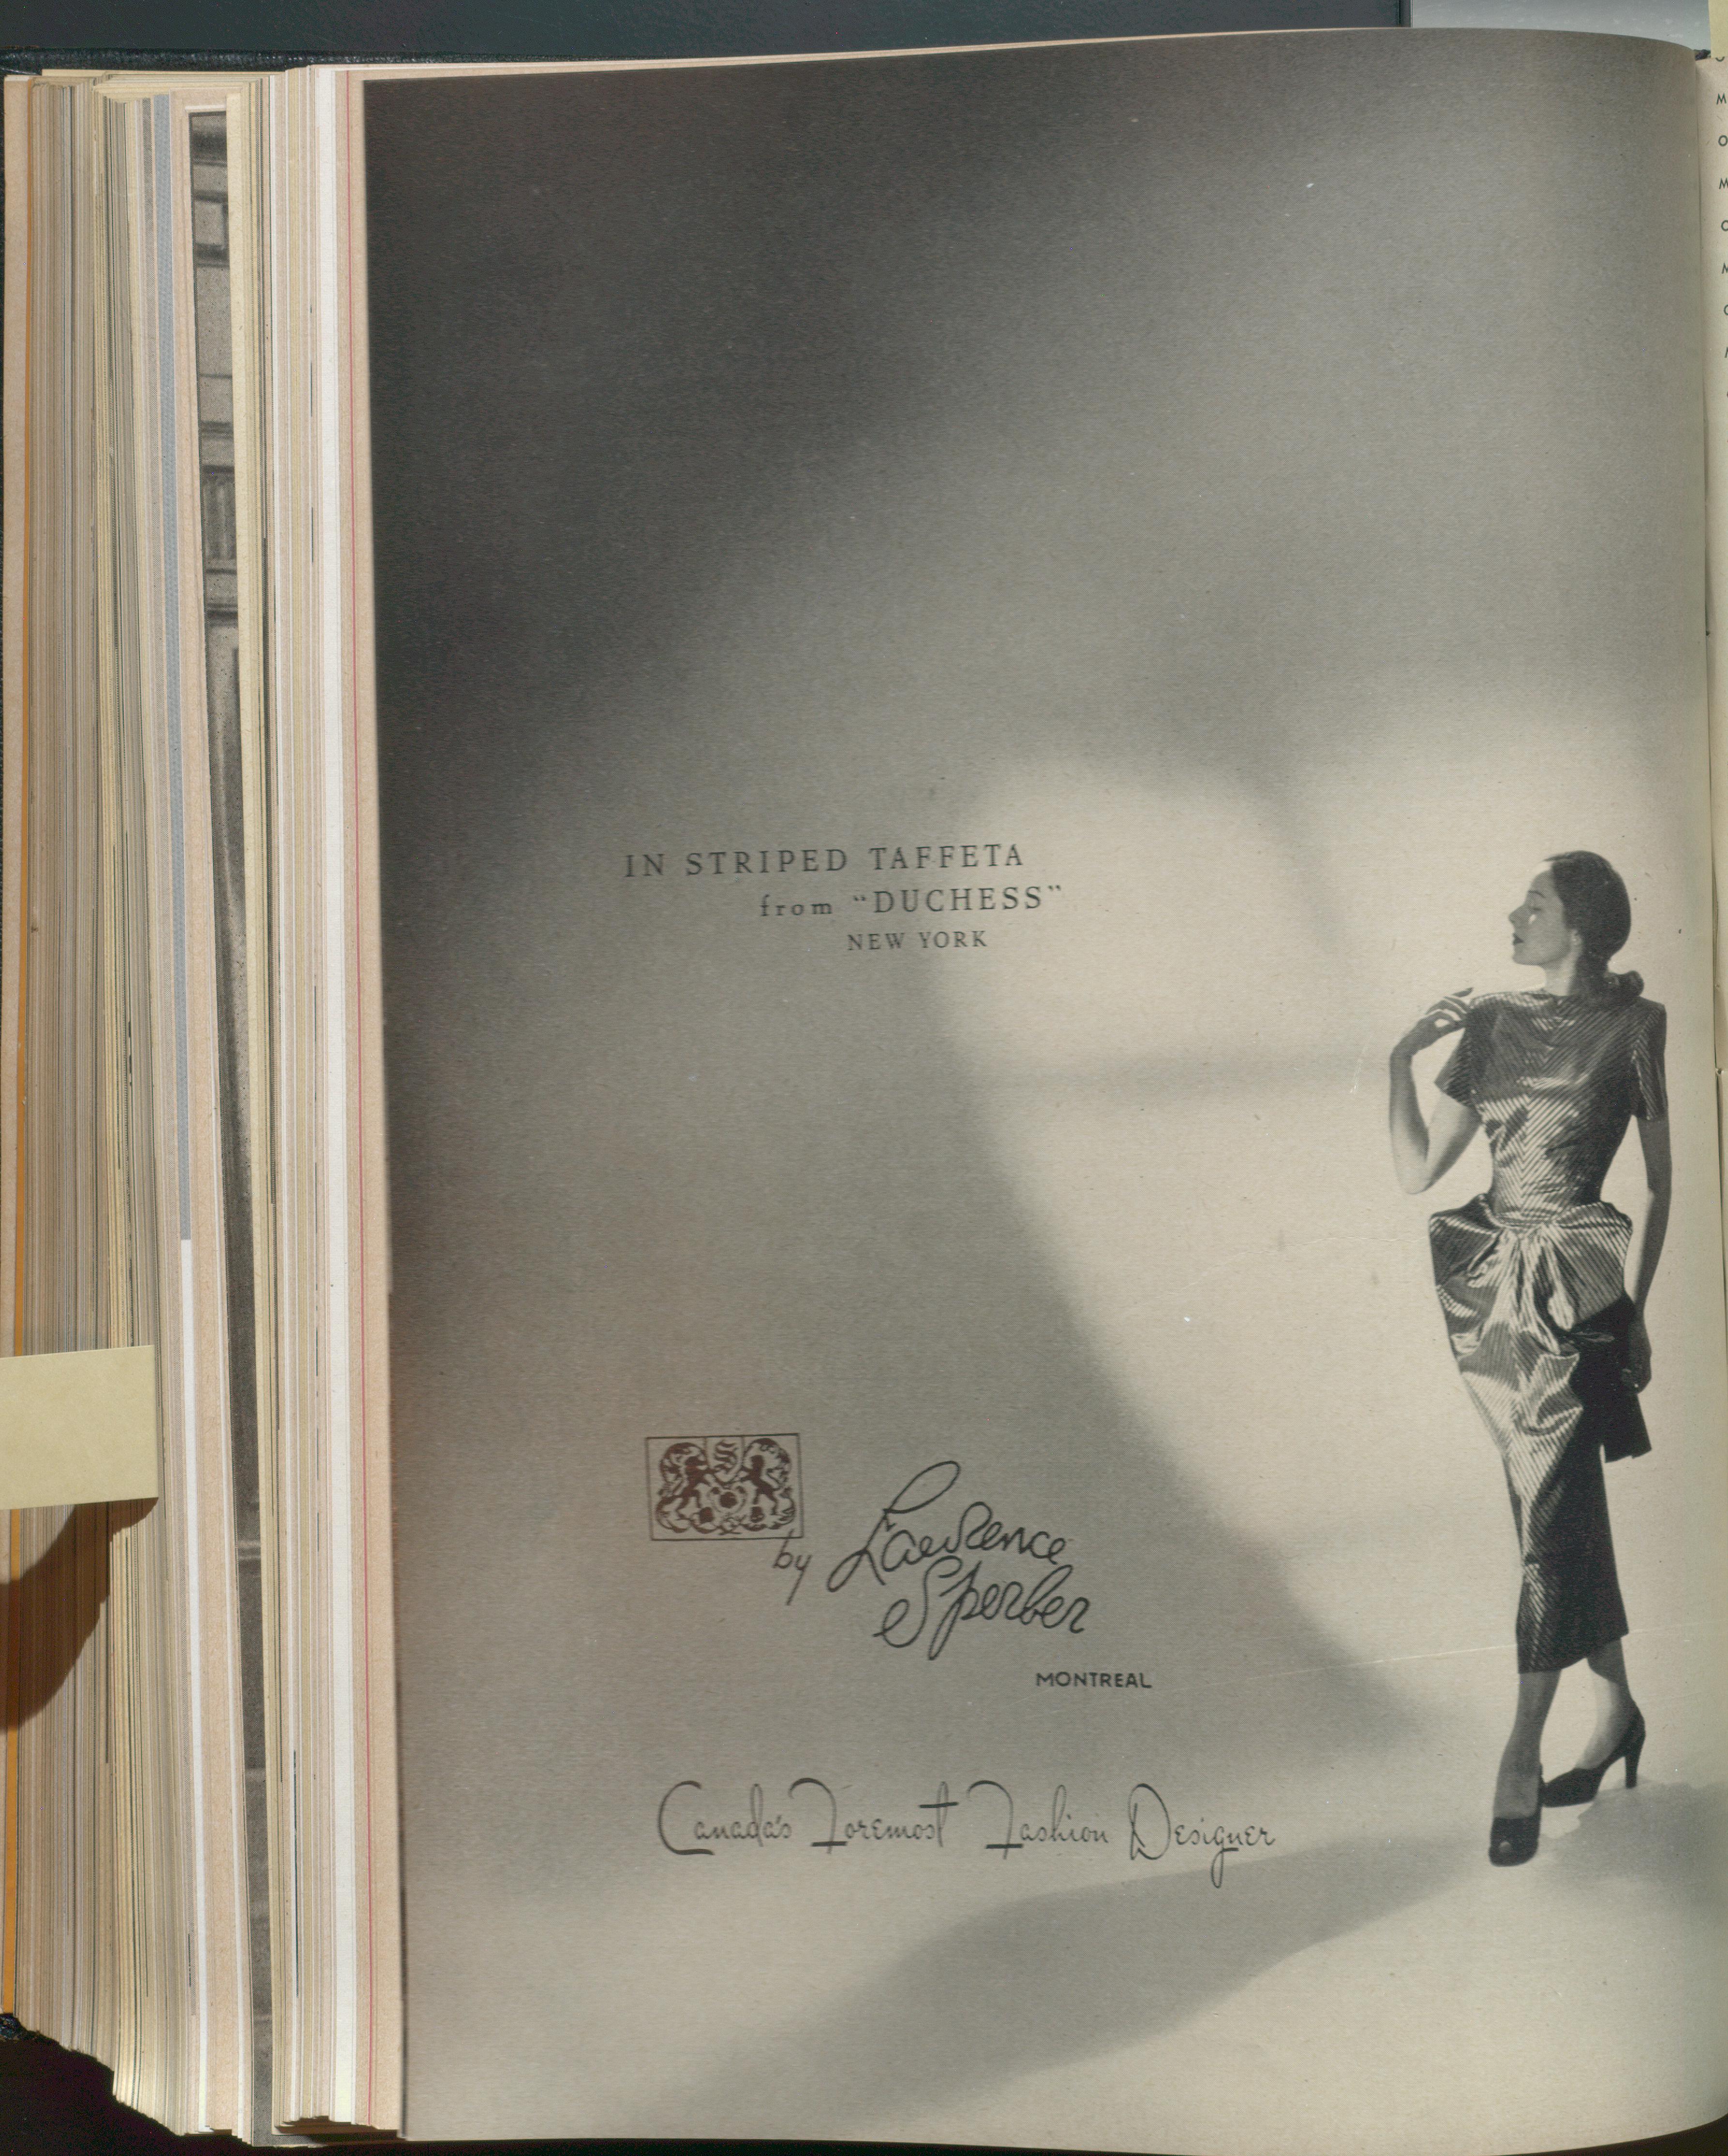 IN STRIPED TAFFETA
from "DUCHESS"
NEW YORK
S
by Lawrence
Sperber
MONTREAL
Canada's Foremost Fashion Designer
M
O
M
O
M